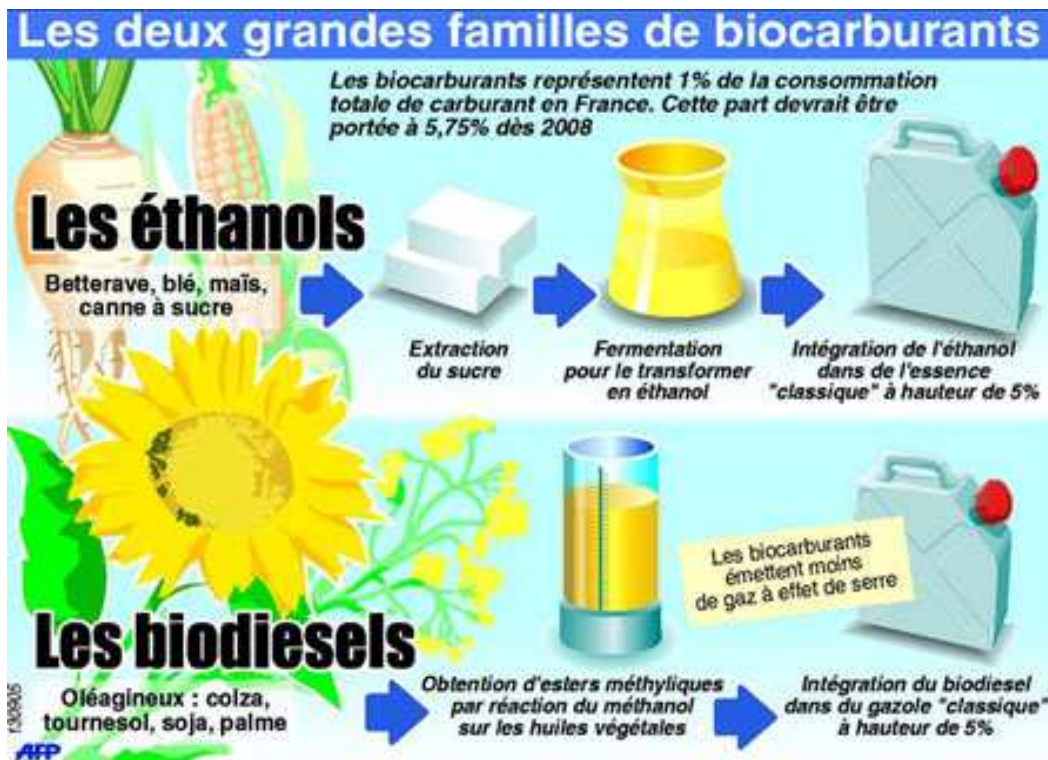 Les deux grandes familles de biocarburants
Les biocarburants représentent 1% de la consommation
totale de carburant en France. Cette part devrait être
portée à 5,75% dès 2008
Les éthanols
Betterave, blé, maïs,
canne à sucre
Extraction
du sucre
Fermentation
pour le transformer
en éthanol
Intégration de l'éthanol
dans de l'essence
"classique" à hauteur de 5%
Les biocarburants
émettent moins
de gaz à effet de serre
Les biodiesels
Oléagineux : colza,
tournesol, soja, palme
Obtention d'esters méthyliques
par réaction du méthanol
sur les huiles végétales
Intégration du biodiesel
dans du gazole "classique"
à hauteur de 5%
130905
AFP